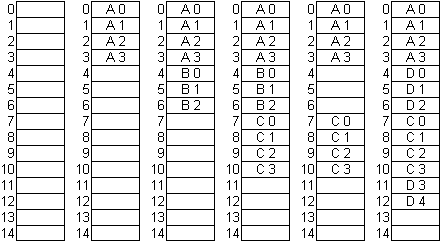 0 0 A 0 0 A 0 0 A 0 0 A 0 0 A 0
1 1 A 1 1 A 1 1 A 1 1 A 1 1 A 1
2 2 A 2 2 A 2 2 A 2 2 A 2 2 A 2
3 3 A 3 3 A 3 3 A 3 3 A 3 3 A 3
4 4 4 B 0 4 B 0 4 4 D 0
5 5 5 B 1 5 B 1 5 5 D 1
6 6 6 B 2 6 B 2 6 6 D 2
7 7 7 7 C 0 7 C 0 7 C 0
8 8 8 8 C 1 8 C 1 8 C 1
9 9 9 9 C 2 9 C 2 9 C 2
10 10 10 10 C 3 10 C 3 10 C 3
11 11 11 11 11 11 D 3
12 12 12 12 12 12 D 4
13 13 13 13 13 13
14 14 14 14 14 14